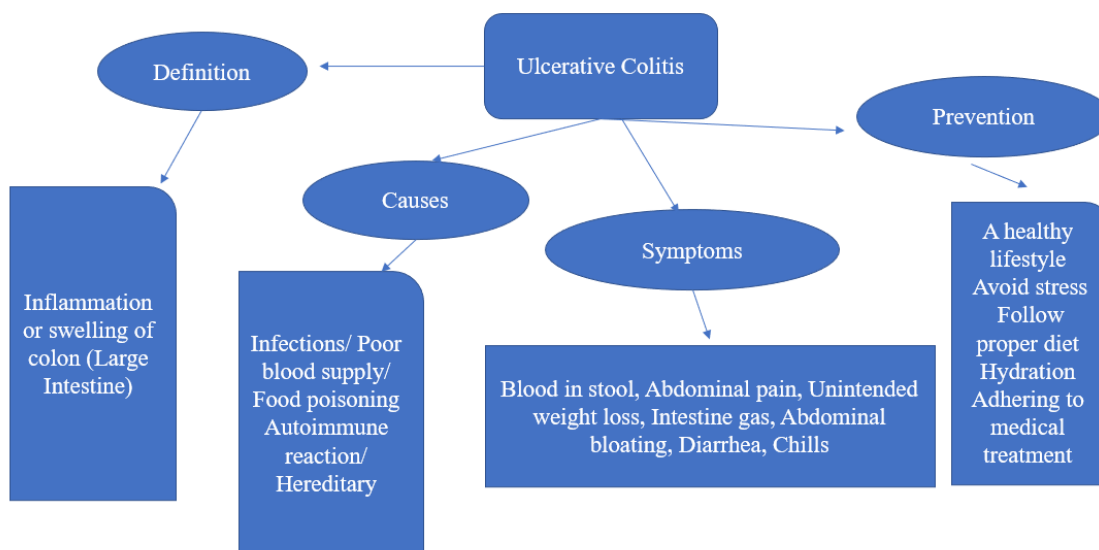 Ulcerative Colitis
Definition
Inflammation
or swelling of
colon (Large
Intestine)
Causes
Infections/ Poor
blood supply/
Food poisoning
Autoimmune
reaction/
Hereditary
Symptoms
Blood in stool, Abdominal pain, Unintended
weight loss, Intestine gas, Abdominal
bloating, Diarrhea, Chills
Prevention
A healthy
lifestyle
Avoid stress
Follow
proper diet
Hydration
Adhering to
medical
treatment